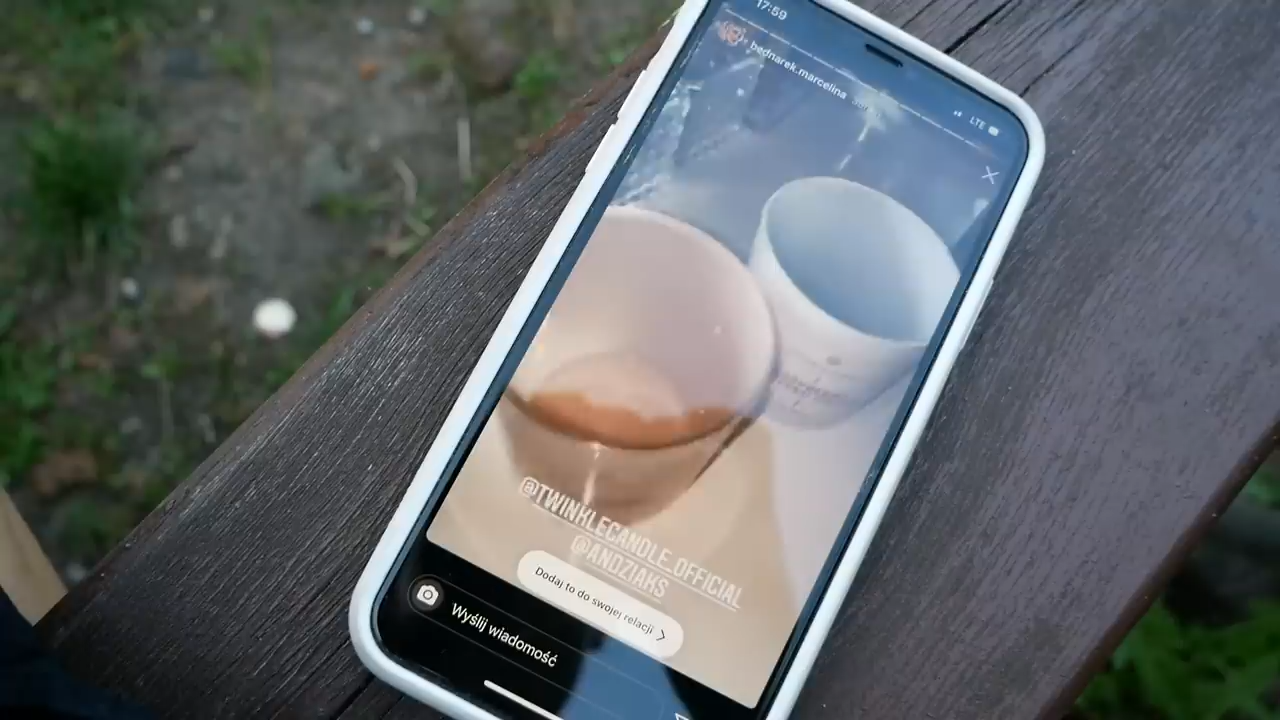 17:59
bednarek.marcelina
LTE
@TWINKLECANDLE_OFFICIAL
@ANDZIAKS
Dodaj to do swojej relacji
Wyślij wiadomość